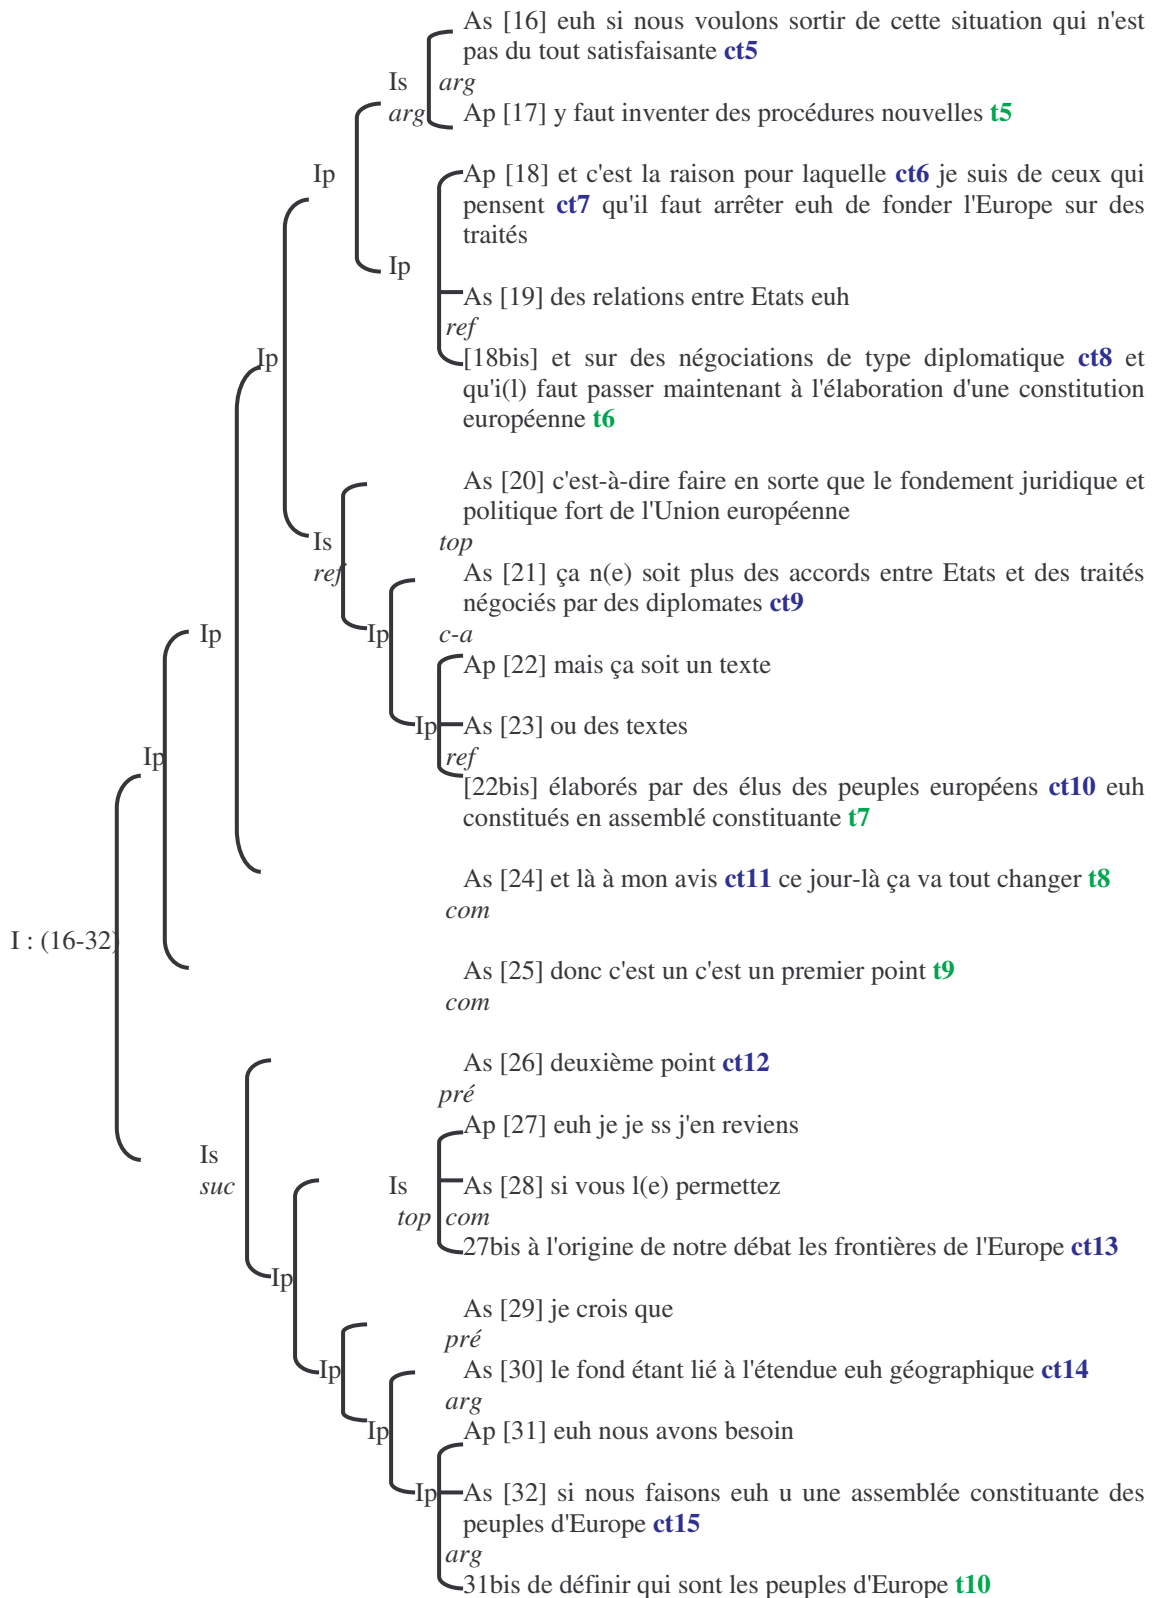 As [16] euh si nous voulons sortir de cette situation qui n'est
pas du tout satisfaisante ct5
Is arg
arg
Ap [17] y faut inventer des procédures nouvelles t5
Ip
Ap [18] et c'est la raison pour laquelle ct6 je suis de ceux qui
pensent ct7 qu'il faut arrêter euh de fonder l'Europe sur des
traités
Ip
As [19] des relations entre Etats euh
ref
Ip
[18bis] et sur des négociations de type diplomatique ct8 et
qu'i(l) faut passer maintenant à l'élaboration d'une constitution
européenne t6
As [20] c'est-à-dire faire en sorte que le fondement juridique et
politique fort de l'Union européenne
Is top
ref
As [21] ça n(e) soit plus des accords entre Etats et des traités
négociés par des diplomates ct9
Ip Ip c-a
Ap [22] mais ça soit un texte
Ip As [23] ou des textes
Ip ref
[22bis] élaborés par des élus des peuples européens ct10 euh
constitués en assemblé constituante t7
As [24] et là à mon avis ct11 ce jour-là ça va tout changer t8
com
I : (16-32)
As [25] donc c'est un c'est un premier point t9
com
As [26] deuxième point ct12
pré
Ap [27] euh je je ss j'en reviens
Is
suc Is As [28] si vous l(e) permettez
top com
27bis à l'origine de notre débat les frontières de l'Europe ct13
Ip
As [29] je crois que
pré
Ip As [30] le fond étant lié à l'étendue euh géographique ct14
arg
Ip Ap [31] euh nous avons besoin
Ip As [32] si nous faisons euh u une assemblée constituante des
peuples d'Europe ct15
arg
31bis de définir qui sont les peuples d'Europe t10